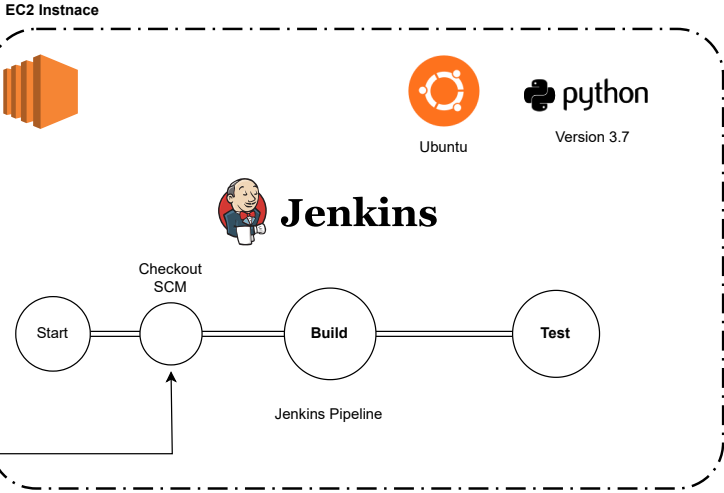 EC2 Instnace
python
Ubuntu
Version 3.7
Jenkins
Checkout
SCM
Start
Build
Test
Jenkins Pipeline